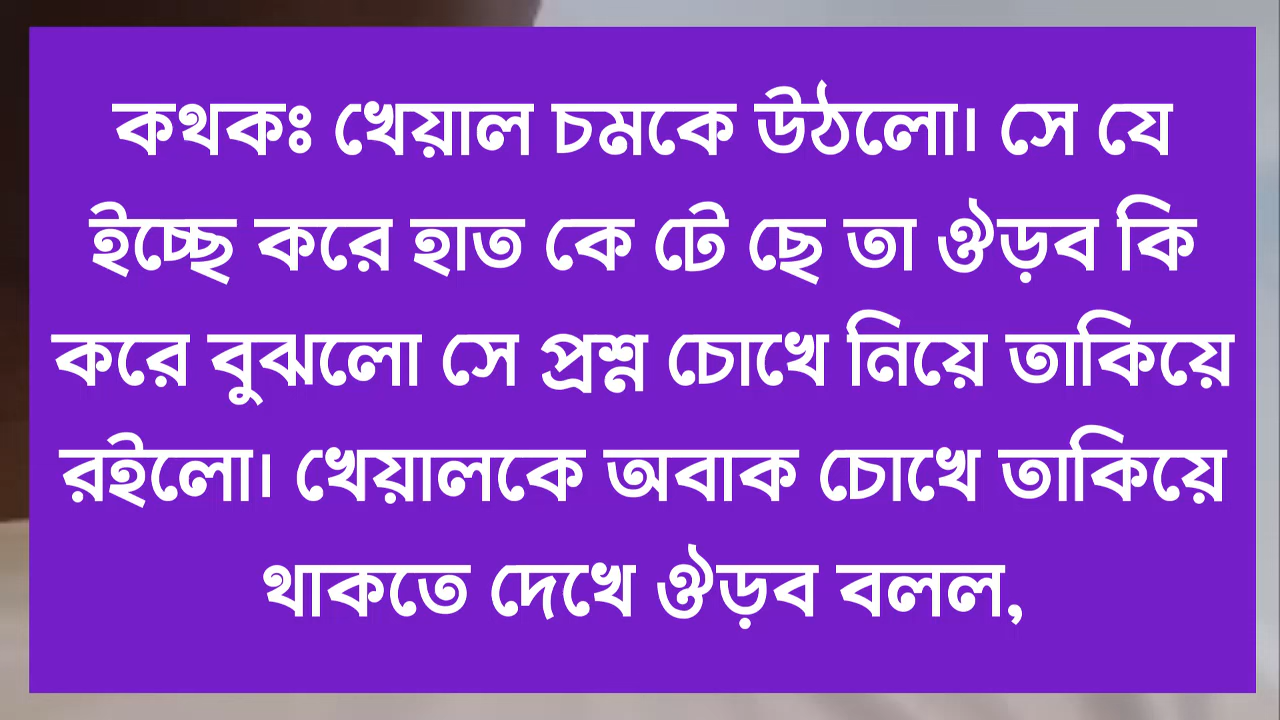 কথকঃ খেয়াল চমকে উঠলো। সে যে
ইচ্ছে করে হাত কে টে ছে তা ঔড়ব কি
করে বুঝলো সে প্রশ্ন চোখে নিয়ে তাকিয়ে
রইলো। খেয়ালকে অবাক চোখে তাকিয়ে
থাকতে দেখে ঔড়ব বলল,